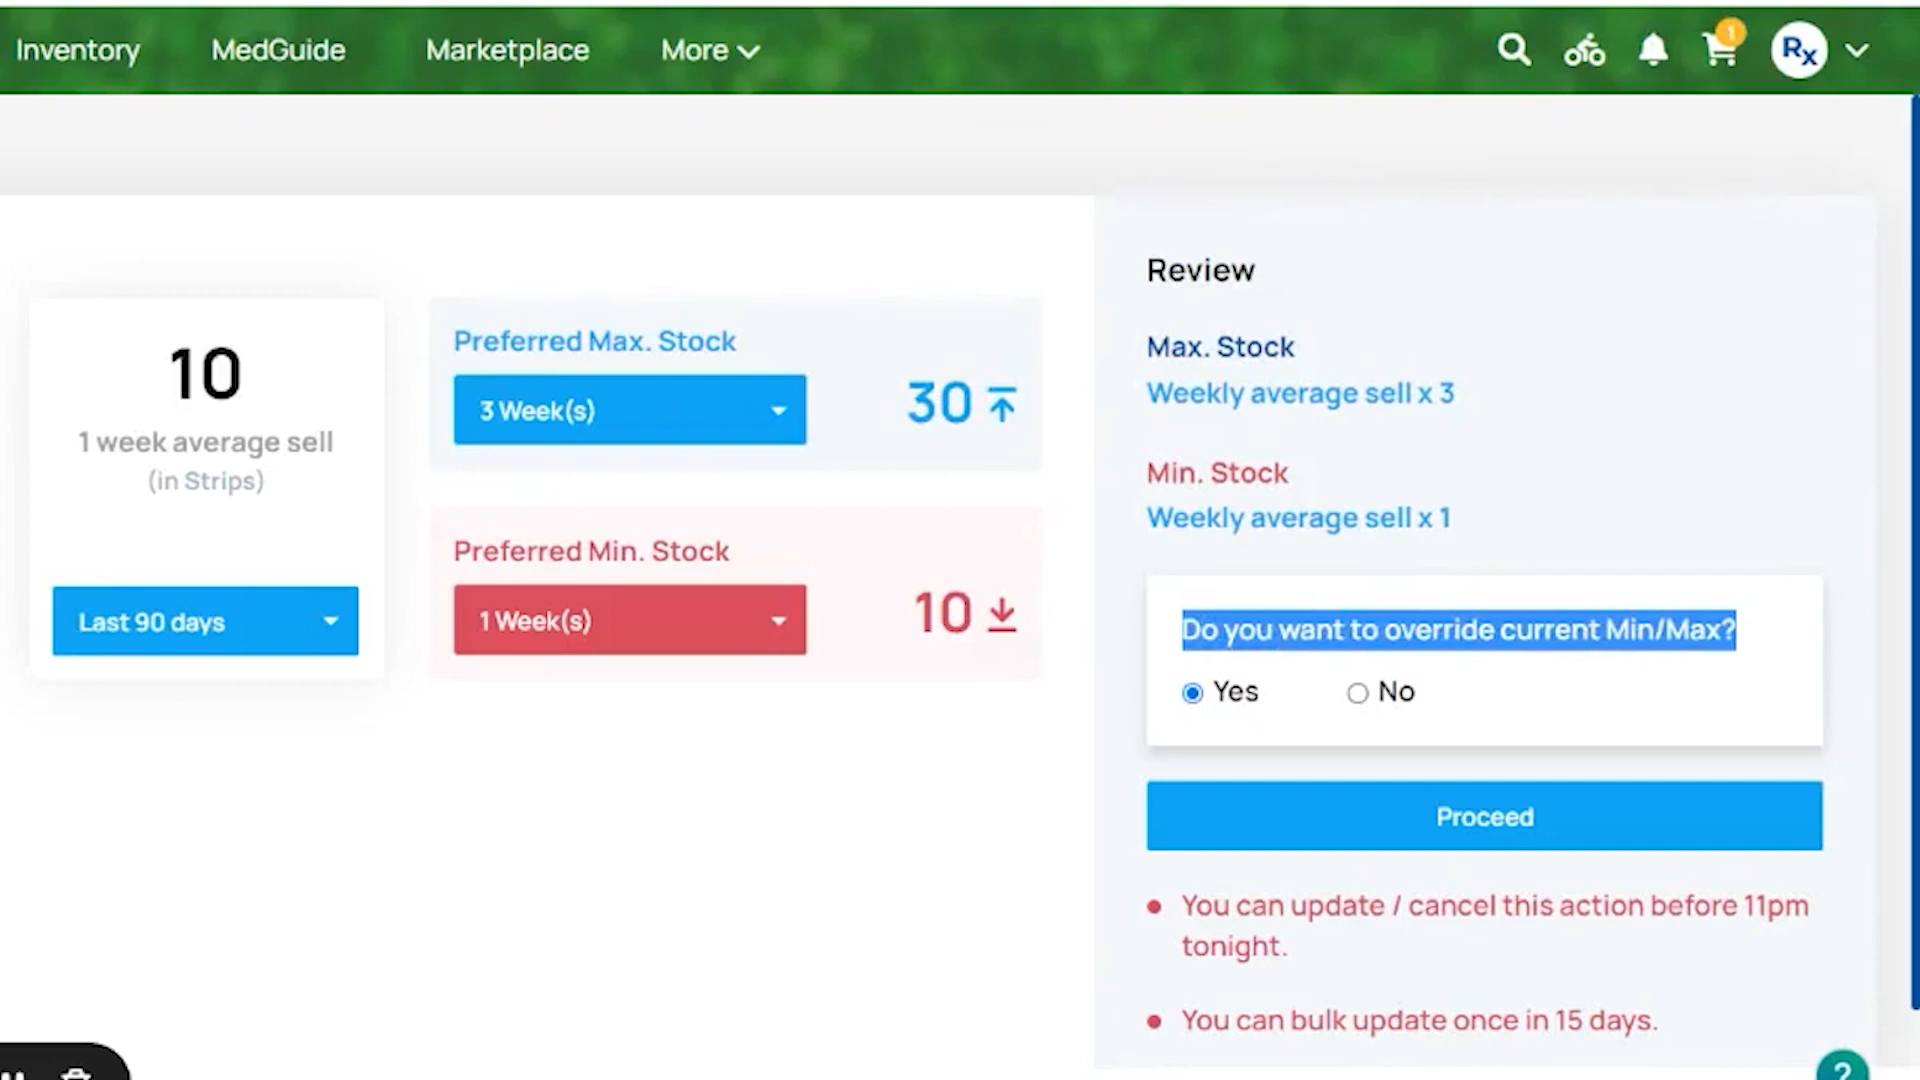 Inventory
MedGuide
Marketplace
More
1
Rx
10
1 week average sell
(in Strips)
Last 90 days
Preferred Max. Stock
3 Week(s)
30
Preferred Min. Stock
1 Week(s)
10
Review
Max. Stock
Weekly average sell x 3
Min. Stock
Weekly average sell x 1
Do you want to override current Min/Max?
Yes
No
Proceed
You can update / cancel this action before 11pm
tonight.
You can bulk update once in 15 days.
?